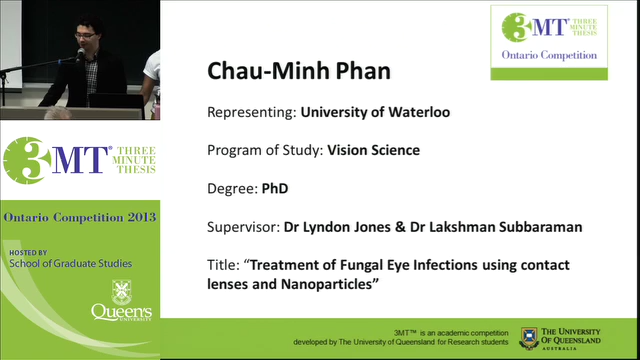 Chau-Minh Phan
Representing: University of Waterloo
Program of Study: Vision Science
Degree: PhD
Supervisor: Dr Lyndon Jones & Dr Lakshman Subbaraman
Title: "Treatment of Fungal Eye Infections using contact
lenses and Nanoparticles"
3MT™ THREE
MINUTE
THESIS
Ontario Competition
3MT® THREE
MINUTE
THESIS
Ontario Competition 2013
HOSTED BY
School of Graduate Studies
Queen's
UNIVERSITY
3MT™ is an academic competition
developed by The University of Queensland for Research students
THE UNIVERSITY
OF QUEENSLAND
AUSTRALIA